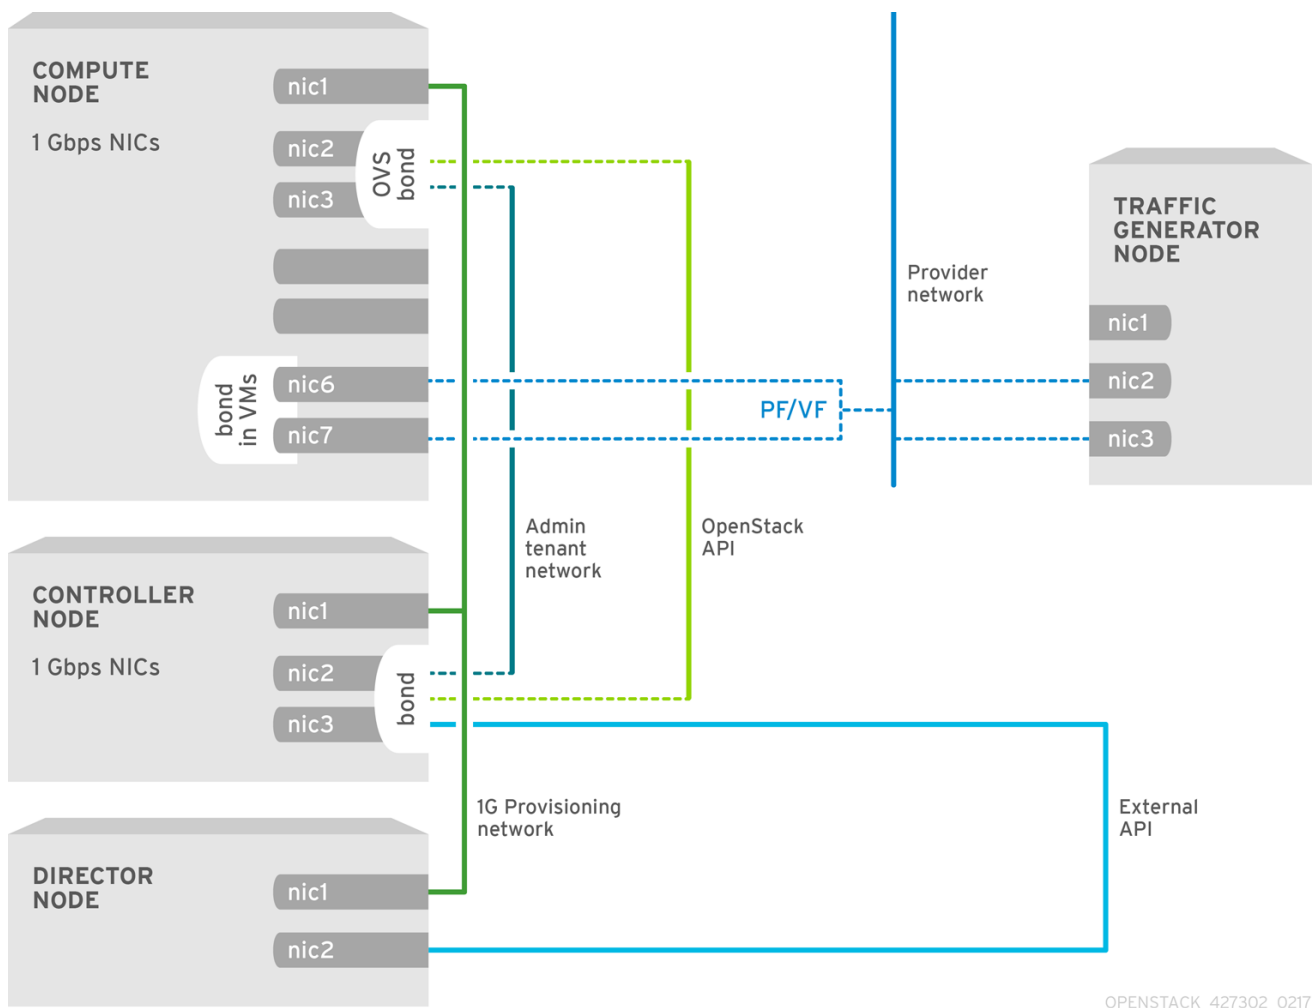 COMPUTE
NODE
1 Gbps NICs
nic1
nic2
nic3
OVS
bond
nic6
nic7
bond
in VMs
PF/VF
Provider
network
TRAFFIC
GENERATOR
NODE
nic1
nic2
nic3
Admin
tenant
network
OpenStack
API
CONTROLLER
NODE
1 Gbps NICs
nic1
nic2
nic3
bond
1G Provisioning
network
External
API
DIRECTOR
NODE
nic1
nic2
OPENSTACK_427302_0217